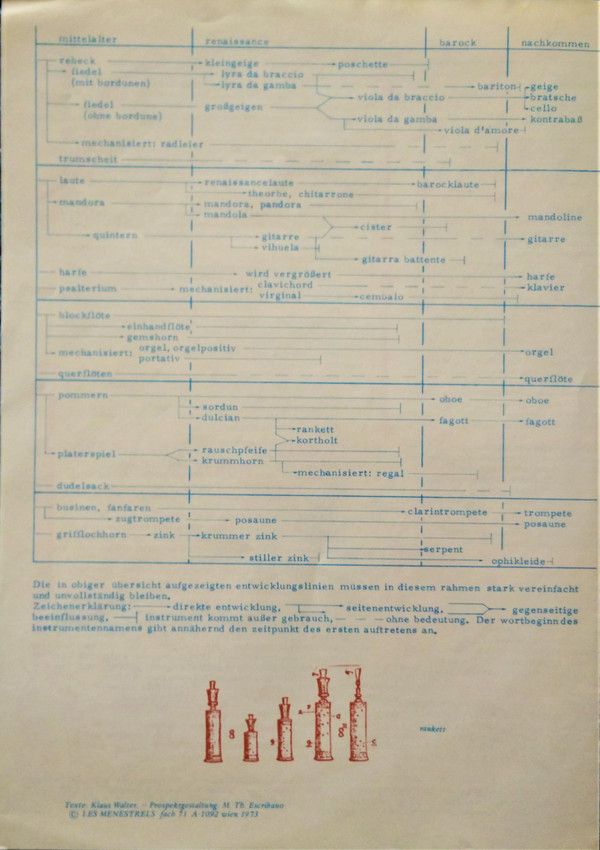 mittelalter renaissance barock nachkommen
rebeck kleingeige poschette
fiedel lyra da braccio
(mit bordunen) lyra da gamba bariton geige
viola da braccio bratsche
fiedel großgeigen cello
(ohne bordune) viola da gamba kontrabaß
viola d'amore
mechanisiert: radleier
trumscheit
laute renaissancelaute barocklaute
theorbe, chitarrone
mandora mandora, pandora
mandola mandoline
cister
quintern gitarre gitarre
vihuela
gitarra battente
harfe wird vergrößert harfe
psalterium mechanisiert: clavichord klavier
virginal cembalo
blockflöte
einhandflöte
gemshorn
mechanisiert: orgel, orgelpositiv orgel
portativ
querflöten querflöte
pommern oboe oboe
sordun
dulcian fagott fagott
rankett
kortholt
platerspiel rauschpfeife
krummhorn
mechanisiert: regal
dudelsack
businen, fanfaren clarintrompete trompete
zugtrompete posaune posaune
grifflochhorn zink krummer zink
serpent
stiller zink ophikleide
Die in obiger übersicht aufgezeigten entwicklungslinien müssen in diesem rahmen stark vereinfacht
und unvollständig bleiben.
Zeichenerklärung: direkte entwicklung, seitenentwicklung, gegenseitige
beeinflussung, instrument kommt außer gebrauch, ohne bedeutung. Der wortbeginn des
instrumentennamens gibt annähernd den zeitpunkt des ersten auftretens an.
8 9 8
rankett
Texte: Klaus Walter. – Prospektgestaltung M. Th. Escribano
© LES MENESTRELS fach 71 A-1092 wien 1973